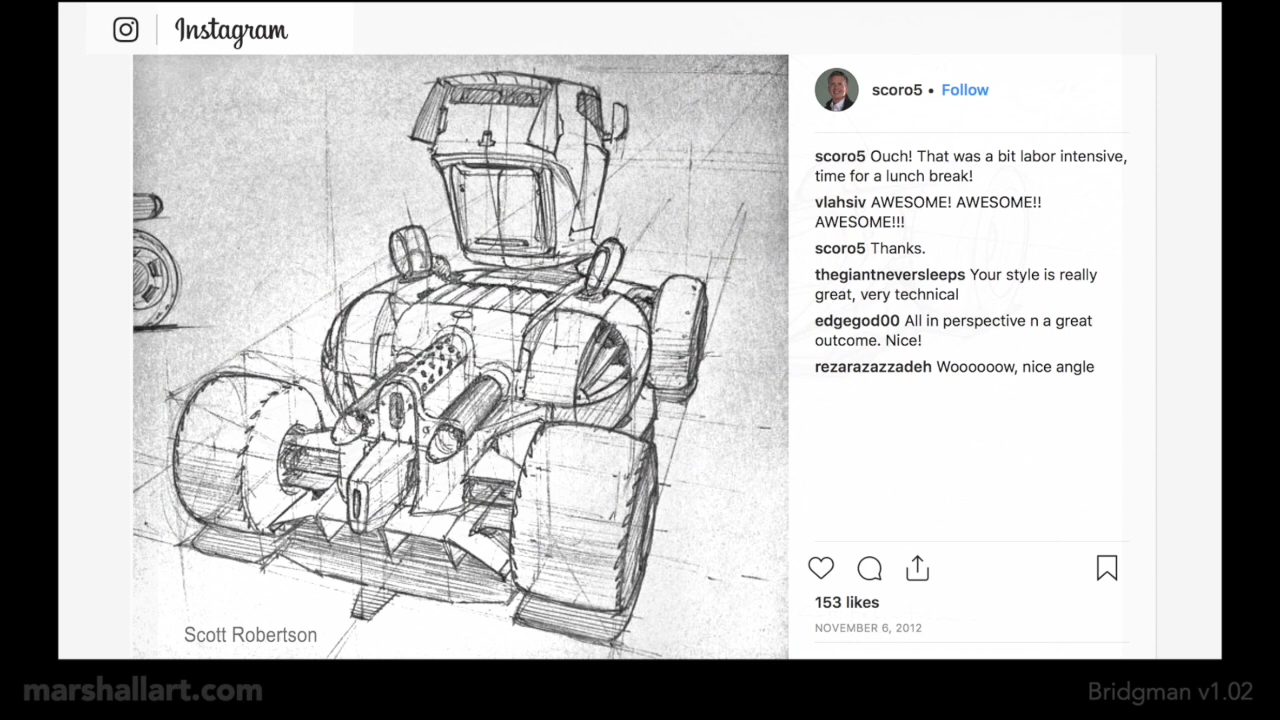 Instagram
scoro5 • Follow
scoro5 Ouch! That was a bit labor intensive,
time for a lunch break!
vlahsiv AWESOME! AWESOME!!
AWESOME!!!
scoro5 Thanks.
thegiantneversleeps Your style is really
great, very technical
edgegod00 All in perspective n a great
outcome. Nice!
rezarazazzadeh Woooooow, nice angle
153 likes
NOVEMBER 6, 2012
Scott Robertson
marshallart.com
Bridgman v1.02